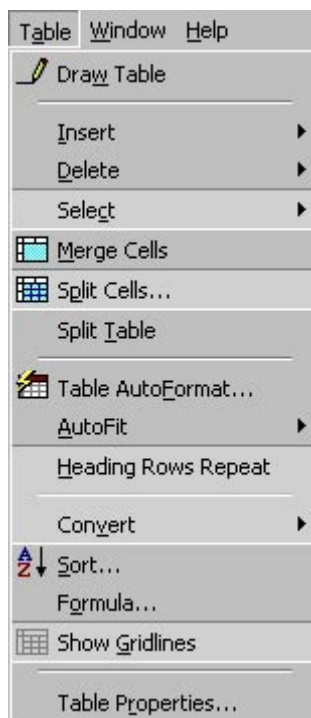 Table Window Help
Draw Table
Insert
Delete
Select
Merge Cells
Split Cells...
Split Table
Table AutoFormat...
AutoFit
Heading Rows Repeat
Convert
Sort...
Formula...
Show Gridlines
Table Properties...